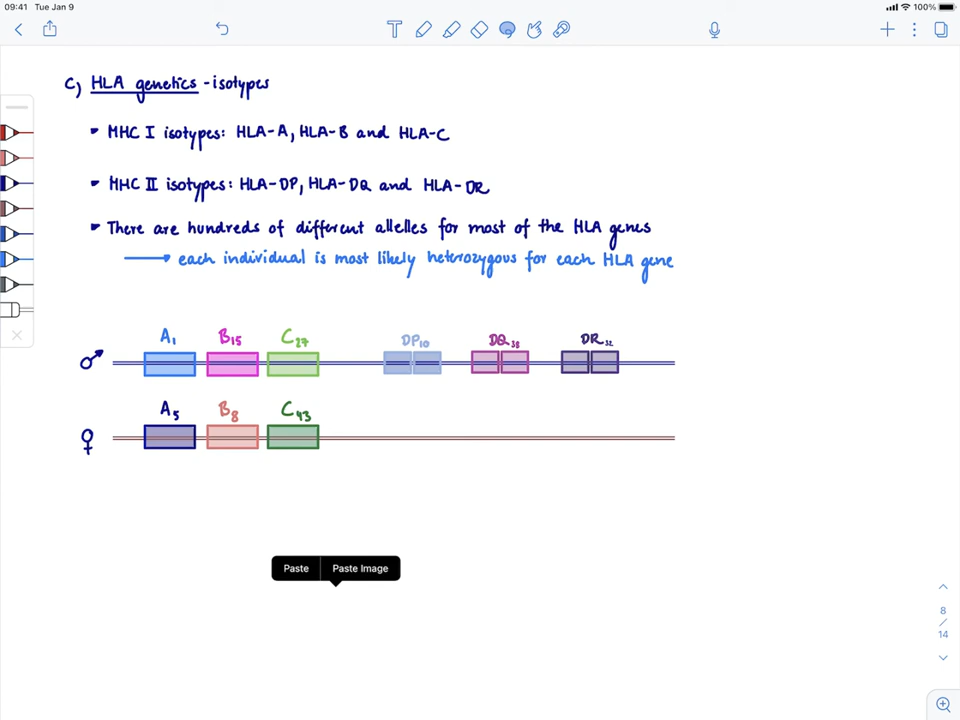 09:41 Tue Jan 9 100%
C) HLA genetics - isotypes
MHC I isotypes: HLA-A, HLA-B and HLA-C
MHC II isotypes: HLA-DP, HLA-DQ and HLA-DR
There are hundreds of different allelles for most of the HLA genes
each individual is most likely heterozygous for each HLA gene
A1 B15 C27 DP10 DQ38 DR32
♂
A5 B8 C43
♀
Paste Paste Image
8
/
14